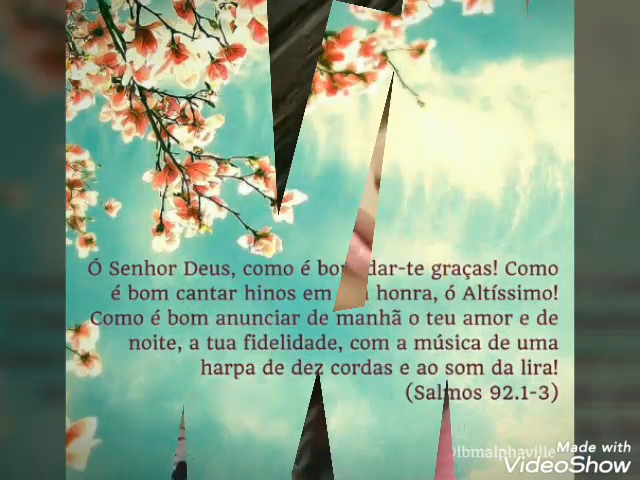 Ó Senhor Deus, como é bo dar-te graças! Como
é bom cantar hinos em honra, ó Altíssimo!
Como é bom anunciar de manhã o teu amor e de
noite, a tua fidelidade, com a música de uma
harpa de dez cordas e ao som da lira!
(Salmos 92.1-3)
lbmalphaville
Made with
VideoShow